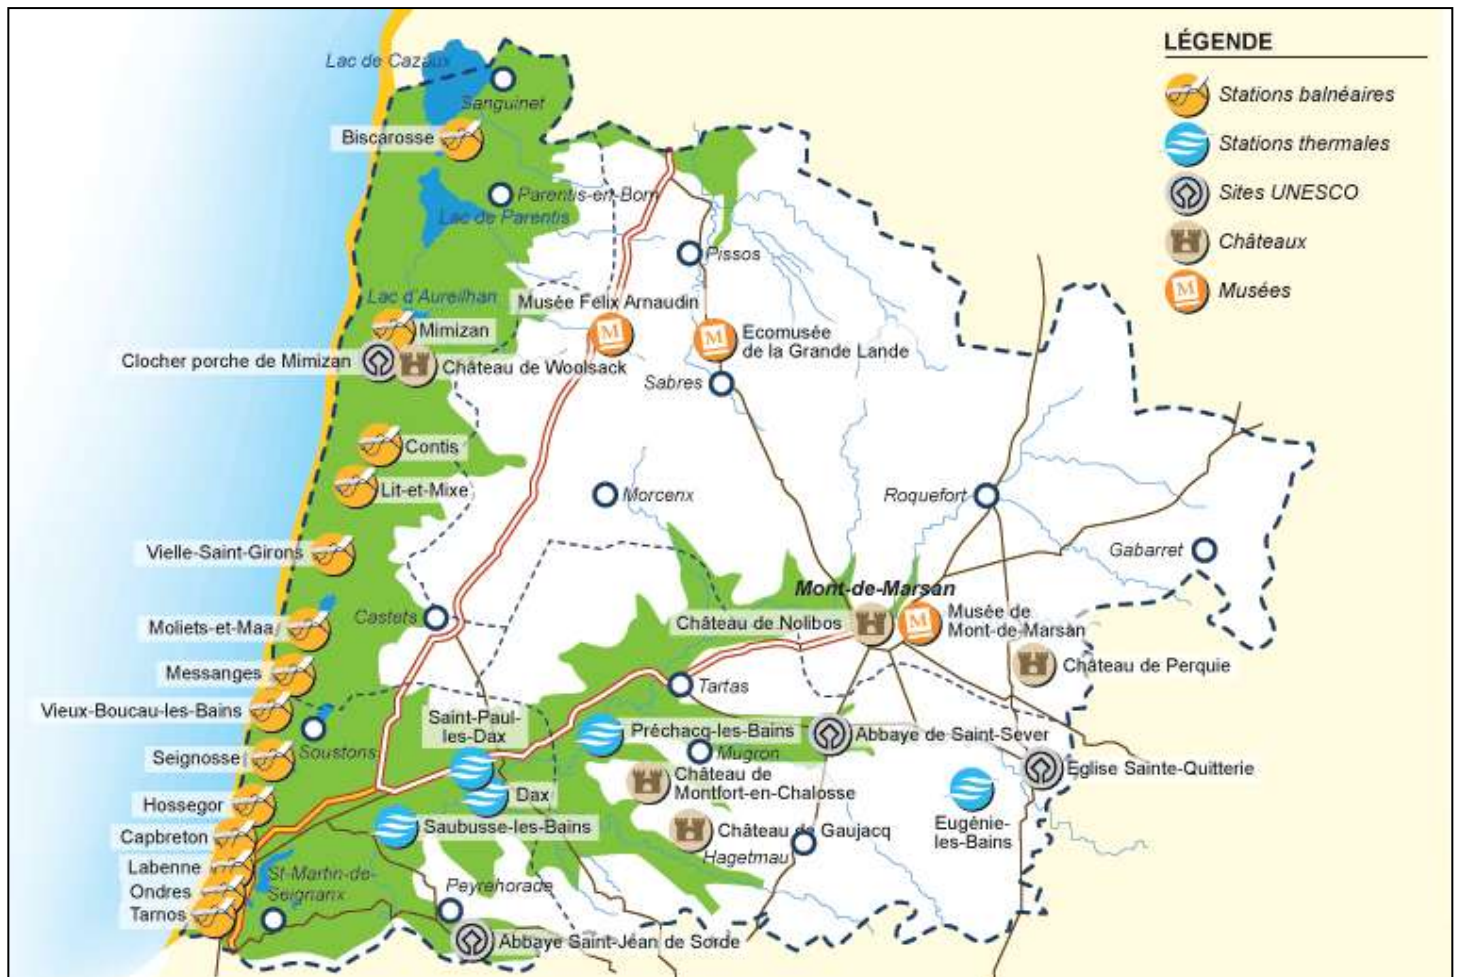 LÉGENDE
Stations balnéaires
Stations thermales
Sites UNESCO
Châteaux
Musées
Lac de Cazaux
Sanguinet
Biscarosse
Parentis-en-Born
Lac de Parentis
Pissos
Lac d'Aureilhan
Musée Félix Arnaudin
Mimizan
Ecomusée
de la Grande Lande
Clocher porche de Mimizan
Château de Woolsack
Sabres
Contis
Lit-et-Mixe
Morcenx
Roquefort
Vielle-Saint-Girons
Gabarret
Mont-de-Marsan
Castets
Moliets-et-Maa
Château de Nolibos
Musée de
Mont-de-Marsan
Messanges
Château de Perquie
Tartas
Vieux-Boucau-les-Bains
Saint-Paul-
les-Dax
Préchacq-les-Bains
Abbaye de Saint-Sever
Soustons
Mugron
Seignosse
Eglise Sainte-Quitterie
Château de
Montfort-en-Chalosse
Dax
Hossegor
Saubusse-les-Bains
Château de Gaujacq
Eugénie-
les-Bains
Capbreton
Hagetmau
Labenne
St-Martin-de-
Seignanx
Ondres
Peyrehorade
Tarnos
Abbaye Saint-Jéan de Sorde
M
M
M
M